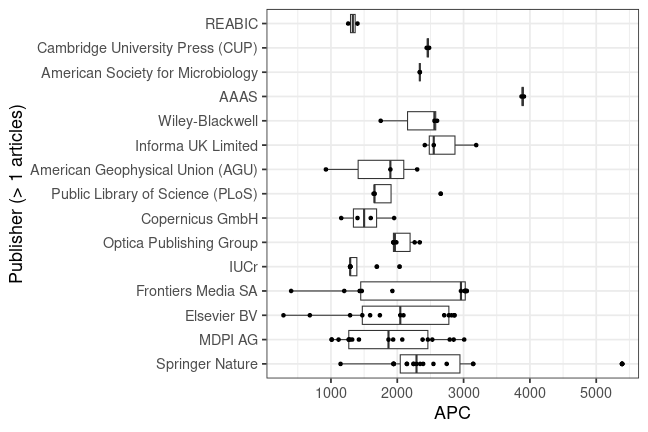 Publisher (> 1 articles)
REABIC
Cambridge University Press (CUP)
American Society for Microbiology
AAAS
Wiley-Blackwell
Informa UK Limited
American Geophysical Union (AGU)
Public Library of Science (PLoS)
Copernicus GmbH
Optica Publishing Group
IUCr
Frontiers Media SA
Elsevier BV
MDPI AG
Springer Nature
1000 2000 3000 4000 5000
APC